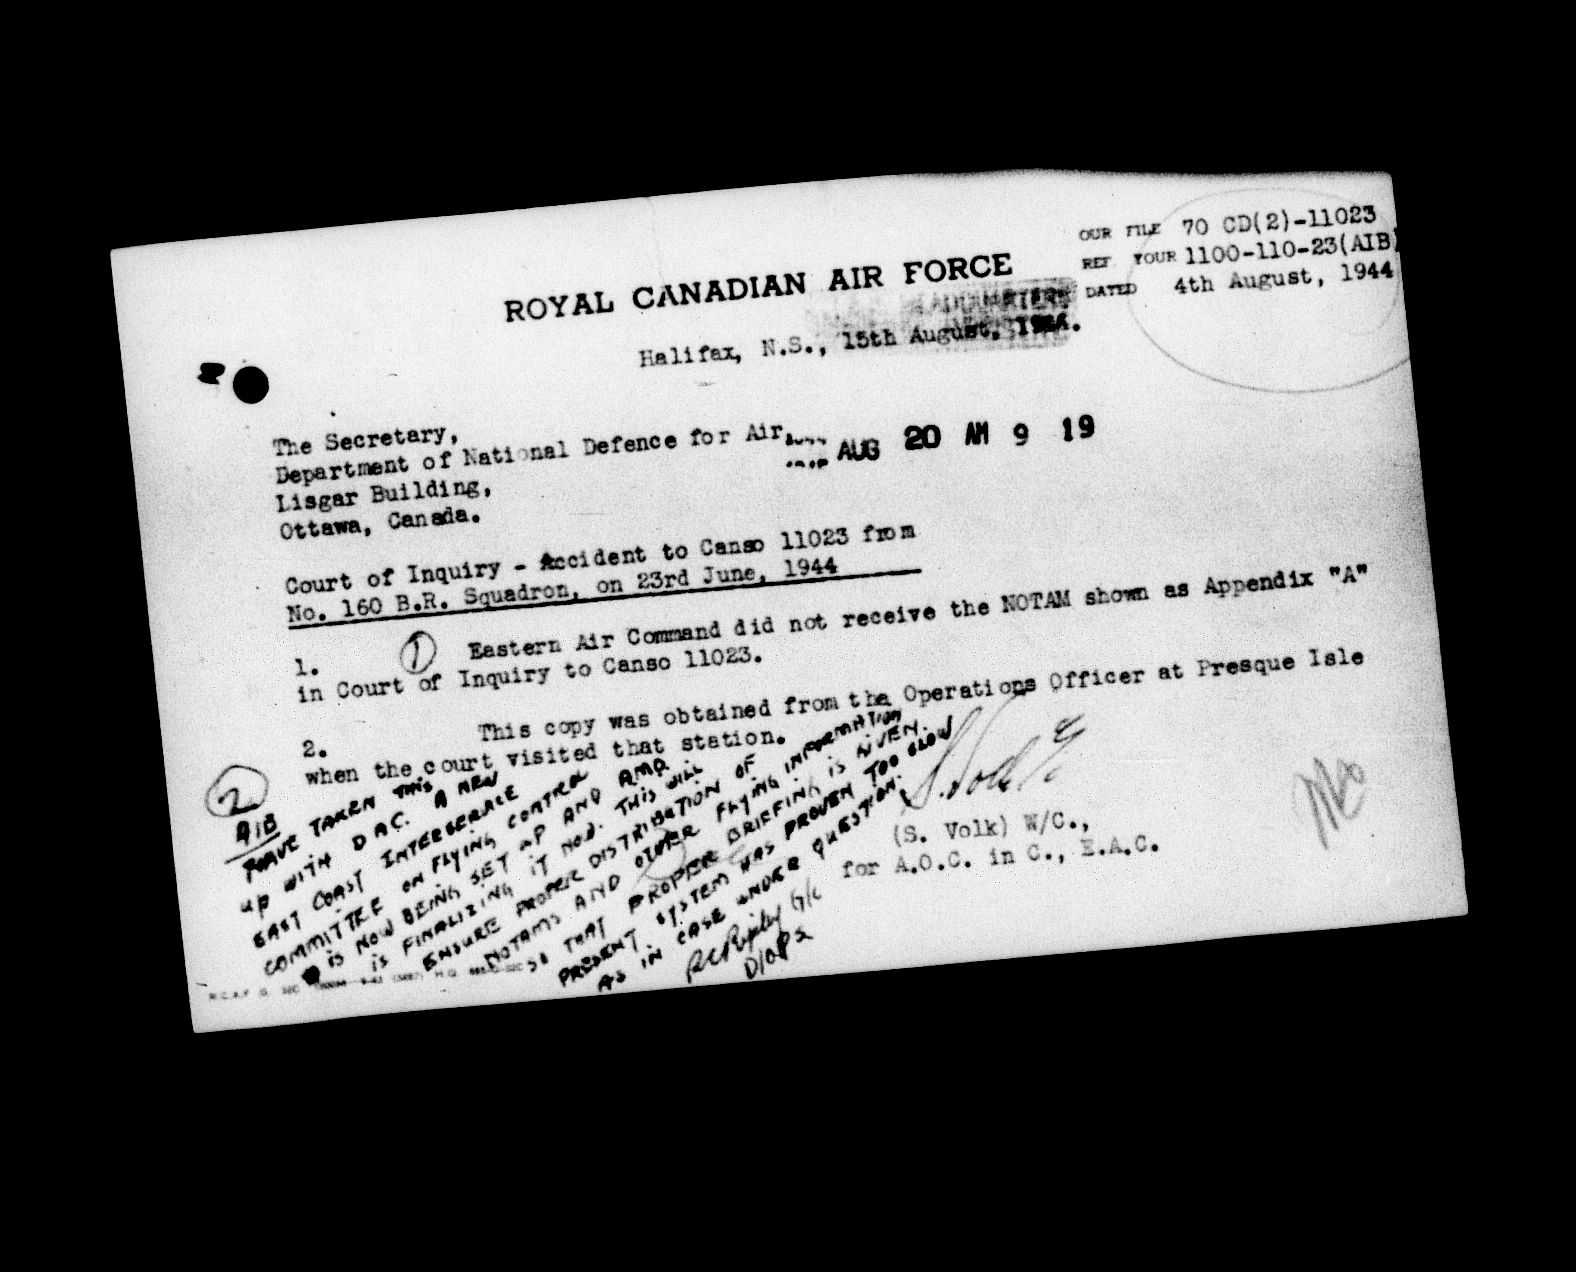 OUR FILE 70 CD(2)-11023
REF. YOUR 1100-110-23(AIB)
DATED 4th August, 1944
ROYAL CANADIAN AIR FORCE
Halifax, N.S., 15th August, 1944.
The Secretary,
Department of National Defence for Air,
Lisgar Building,
Ottawa, Canada.
AUG 20 AM 9 19
Court of Inquiry - Accident to Canso 11023 from
No. 160 B.R. Squadron, on 23rd June, 1944
1. ① Eastern Air Command did not receive the NOTAM shown as Appendix "A"
in Court of Inquiry to Canso 11023.
2. This copy was obtained from the Operations Officer at Presque Isle
when the court visited that station.
S. Volk
(S. Volk) W/C.,
for A.O.C. in C., E.A.C.
②
AIB
HAVE TAKEN THIS
UP WITH DAC. A NEW
EAST COAST INTERSERVICE
COMMITTEE ON FLYING CONTROL
IS NOW BEING SET UP AND AMP
IS FINALIZING IT NOW. THIS WILL
ENSURE PROPER DISTRIBUTION OF
NOTAMS AND OTHER FLYING INFORMATION
SO THAT PROPER BRIEFING IS GIVEN.
PRESENT SYSTEM HAS PROVEN TOO SLOW
AS IN CASE UNDER QUESTION.
RC Ripley G/C
D/OPS